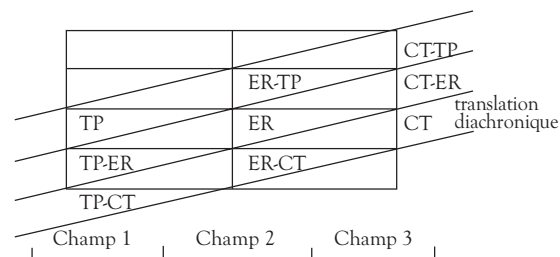 CT-TP
ER-TP CT-ER
TP ER CT translation
diachronique
TP-ER ER-CT
TP-CT
Champ 1 Champ 2 Champ 3